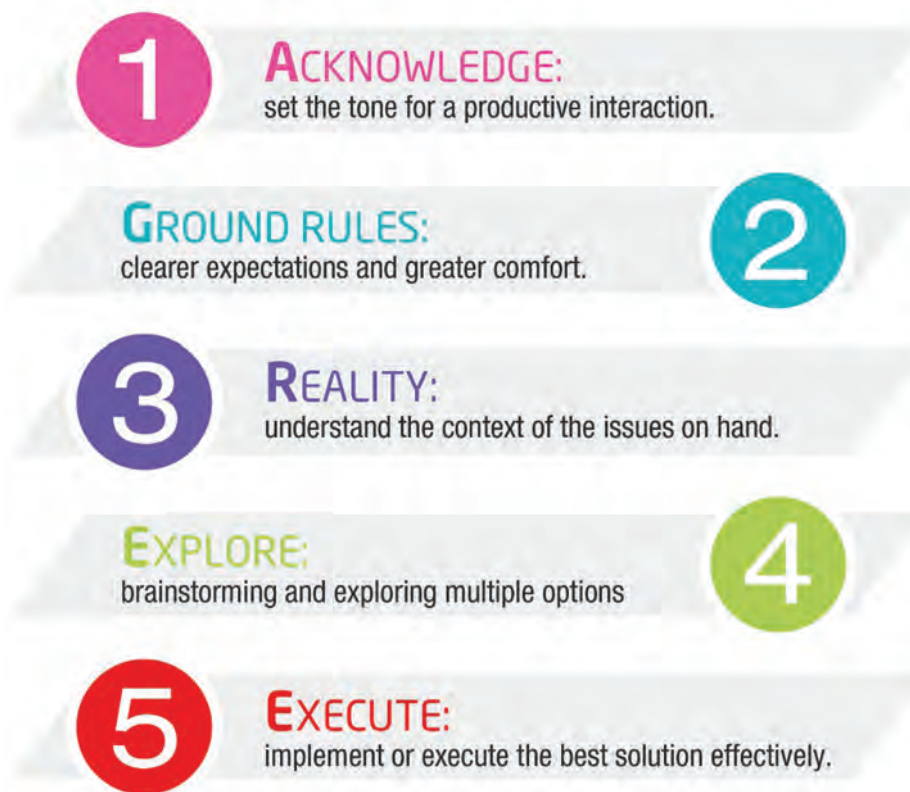 1
ACKNOWLEDGE:
set the tone for a productive interaction.
GROUND RULES:
clearer expectations and greater comfort.
2
3
REALITY:
understand the context of the issues on hand.
EXPLORE:
brainstorming and exploring multiple options
4
5
EXECUTE:
implement or execute the best solution effectively.